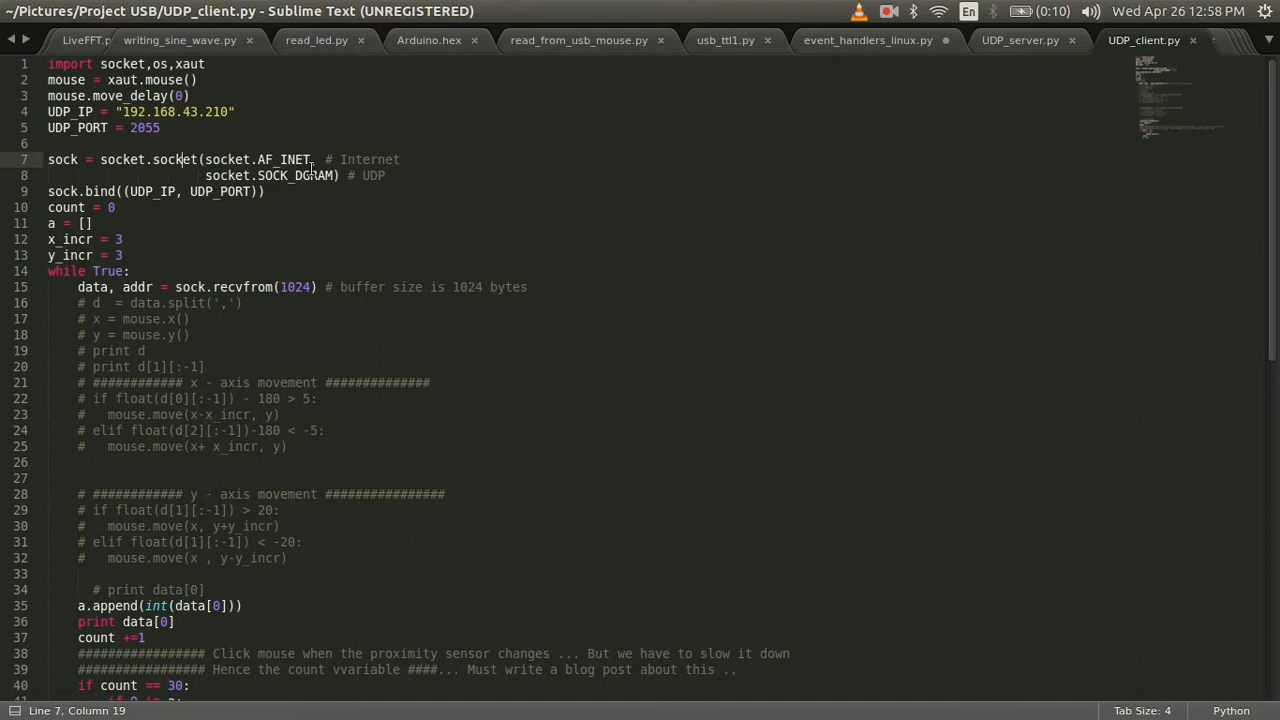 ~/Pictures/Project USB/UDP_client.py - Sublime Text (UNREGISTERED)
En
(0:10)
Wed Apr 26 12:58 PM
LiveFFT.p
writing_sine_wave.py ×
read_led.py ×
Arduino.hex ×
read_from_usb_mouse.py ×
usb_ttl1.py ×
event_handlers_linux.py
UDP_server.py ×
UDP_client.py ×
1 import socket,os,xaut
2 mouse = xaut.mouse()
3 mouse.move_delay(0)
4 UDP_IP = "192.168.43.210"
5 UDP_PORT = 2055
6
7 sock = socket.socket(socket.AF_INET, # Internet
8 socket.SOCK_DGRAM) # UDP
9 sock.bind((UDP_IP, UDP_PORT))
10 count = 0
11 a = []
12 x_incr = 3
13 y_incr = 3
14 while True:
15 data, addr = sock.recvfrom(1024) # buffer size is 1024 bytes
16 # d  = data.split(',')
17 # x = mouse.x()
18 # y = mouse.y()
19 # print d
20 # print d[1][:-1]
21 # ############ x - axis movement ##############
22 # if float(d[0][:-1]) - 180 > 5:
23 #   mouse.move(x-x_incr, y)
24 # elif float(d[2][:-1])-180 < -5:
25 #   mouse.move(x+ x_incr, y)
26
27
28 # ############ y - axis movement ################
29 # if float(d[1][:-1]) > 20:
30 #   mouse.move(x, y+y_incr)
31 # elif float(d[1][:-1]) < -20:
32 #   mouse.move(x , y-y_incr)
33
34 # print data[0]
35 a.append(int(data[0]))
36 print data[0]
37 count +=1
38 ################# Click mouse when the proximity sensor changes ... But we have to slow it down
39 ################# Hence the count vvariable ####... Must write a blog post about this ..
40 if count == 30:
Line 7, Column 19
Tab Size: 4
Python